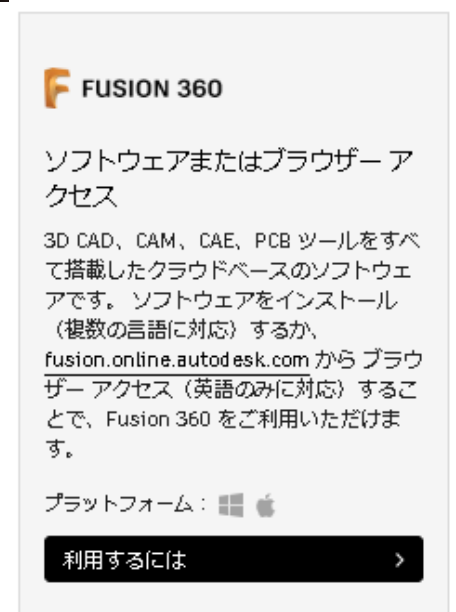 FUSION 360
ソフトウェアまたはブラウザー ア
クセス
3D CAD、CAM、CAE、PCB ツールをすべ
て搭載したクラウドベースのソフトウェ
アです。 ソフトウェアをインストール
（複数の言語に対応）するか、
fusion.online.autodesk.com から ブラウ
ザー アクセス（英語のみに対応）するこ
とで、Fusion 360 をご利用いただけま
す。
プラットフォーム：
利用するには